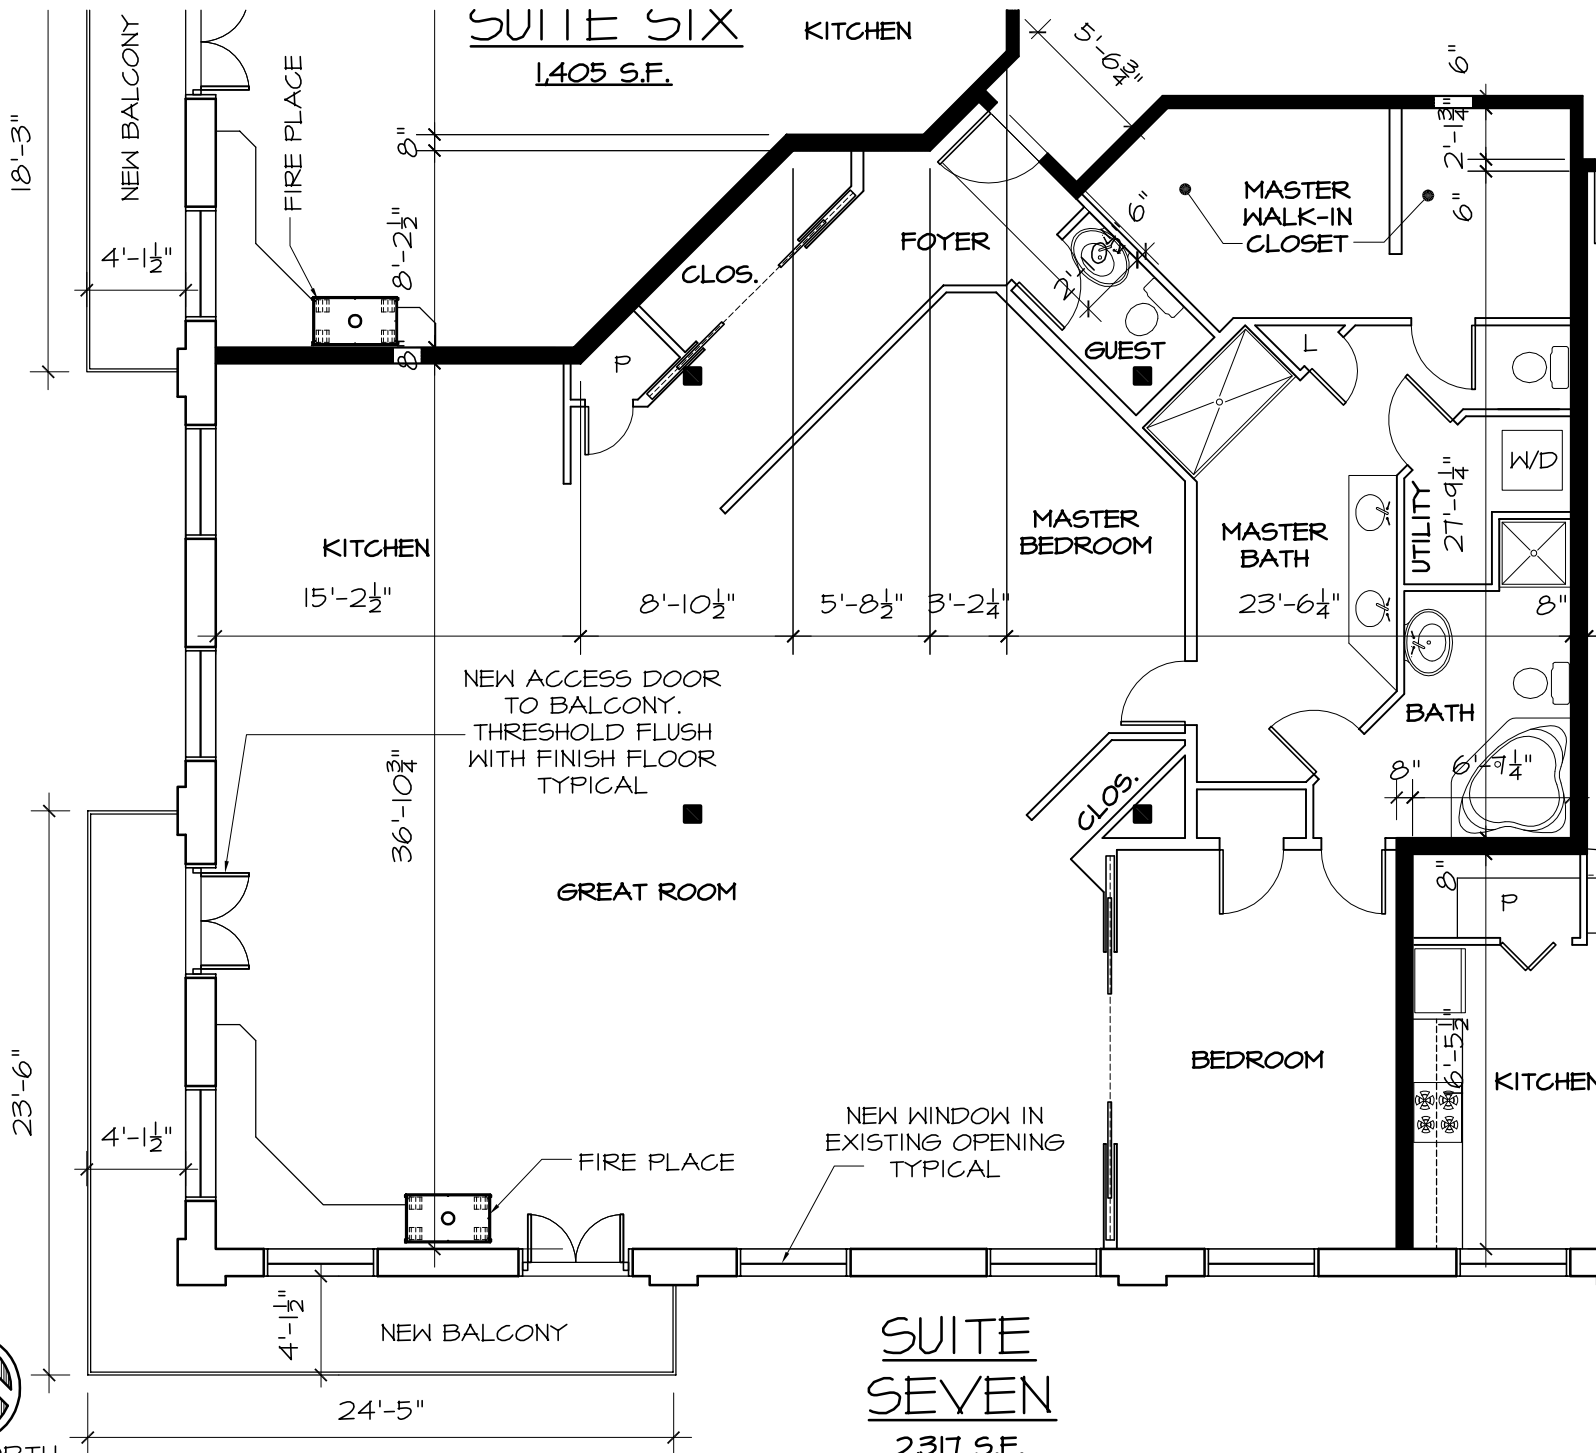 SUITE SIX
1,405 S.F.
KITCHEN
NEW BALCONY
FIRE PLACE
18'-3"
4'-1½"
8"
8'-2½"
8"
5'-6¾"
6"
2'-1¾"
6"
MASTER
WALK-IN
CLOSET
FOYER
6"
2'
CLOS.
P
GUEST
L
W/D
UTILITY
27'-9¼"
KITCHEN
15'-2½"
8'-10½"
5'-8½"
3'-2¼"
MASTER
BEDROOM
MASTER
BATH
23'-6¼"
8"
NEW ACCESS DOOR
TO BALCONY.
THRESHOLD FLUSH
WITH FINISH FLOOR
TYPICAL
36'-10¾"
BATH
8"
6'-7¼"
CLOS.
GREAT ROOM
8"
P
BEDROOM
16'-5½"
KITCHEN
23'-6"
4'-1½"
NEW WINDOW IN
EXISTING OPENING
TYPICAL
FIRE PLACE
4'-1½"
NEW BALCONY
24'-5"
SUITE
SEVEN
2,317 S.F.